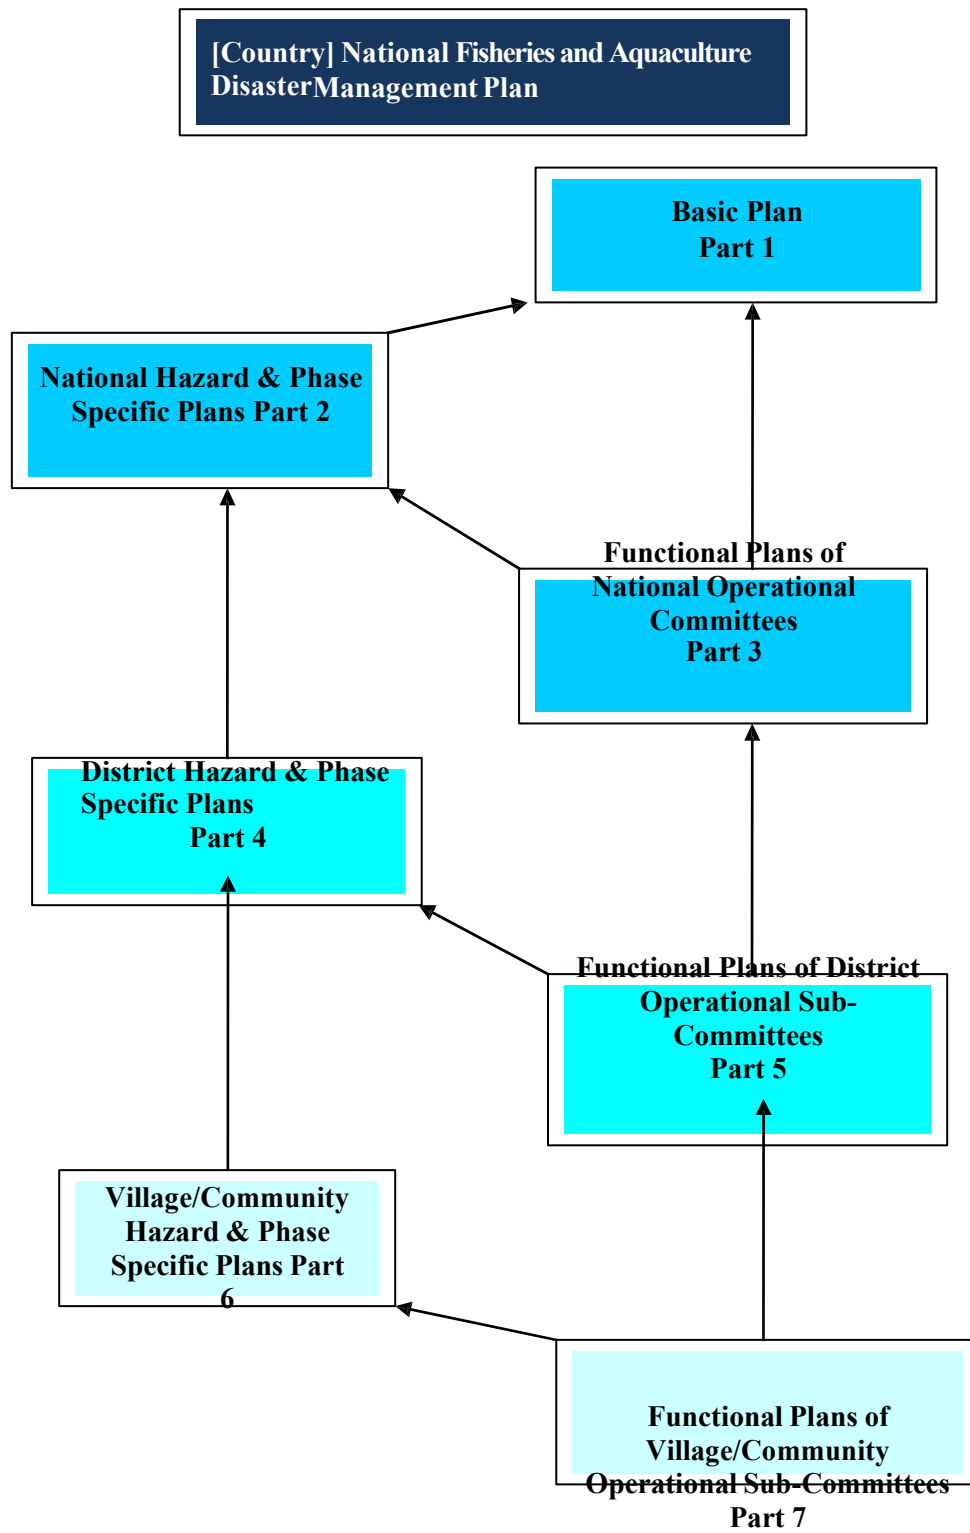 [Country] National Fisheries and Aquaculture
Disaster Management Plan
Basic Plan
Part 1
National Hazard & Phase
Specific Plans Part 2
Functional Plans of
National Operational
Committees
Part 3
District Hazard & Phase
Specific Plans
Part 4
Functional Plans of District
Operational Sub-
Committees
Part 5
Village/Community
Hazard & Phase
Specific Plans Part
6
Functional Plans of
Village/Community
Operational Sub-Committees
Part 7